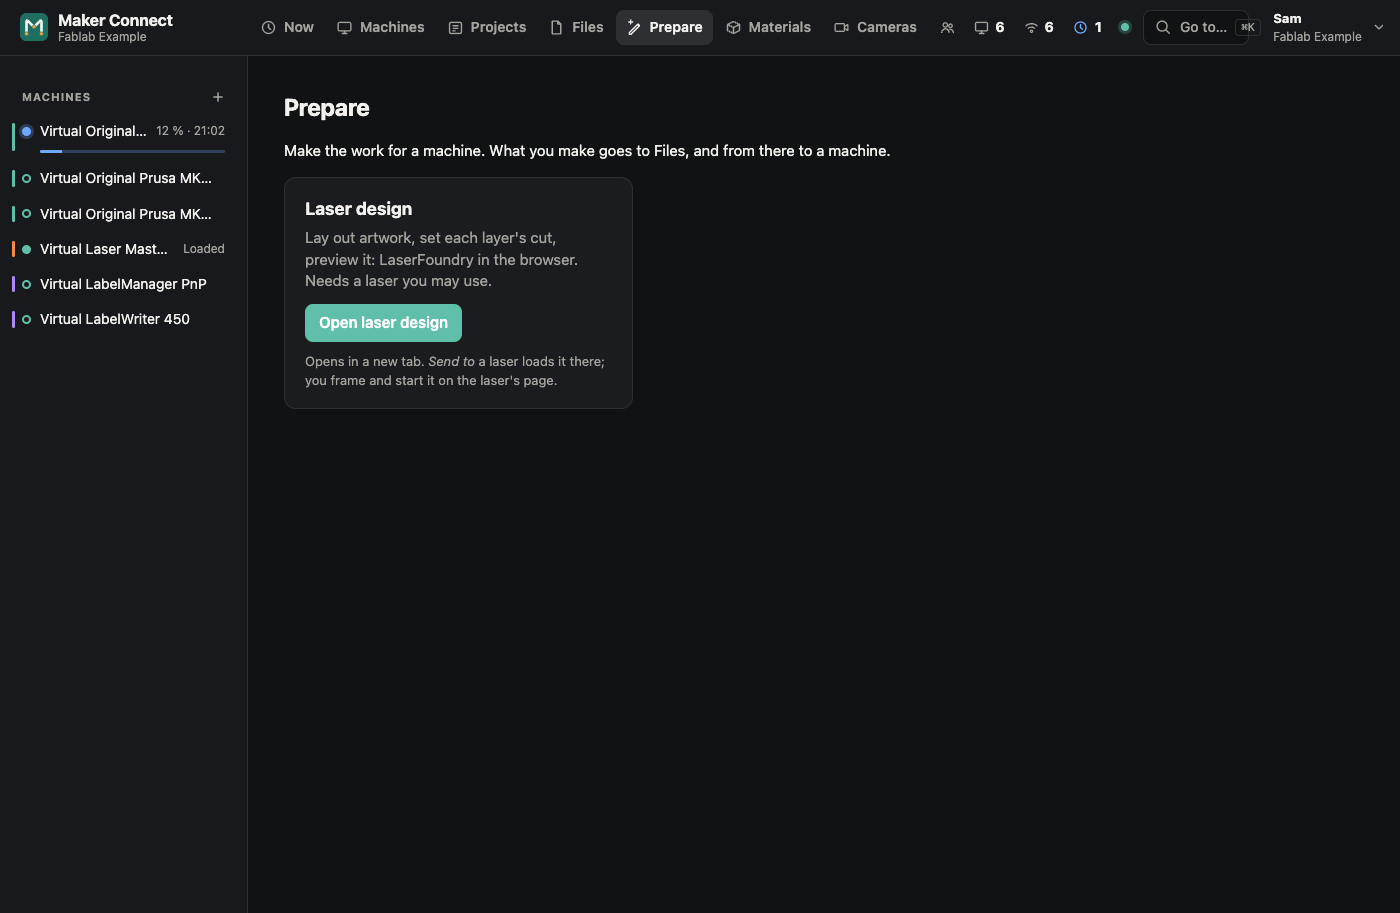 Maker Connect
Fablab Example
Now
Machines
Projects
Files
Prepare
Materials
Cameras
6
6
1
Go to...
⌘K
Sam
Fablab Example
MACHINES
Virtual Original... 12 % · 21:02
Virtual Original Prusa MK...
Virtual Original Prusa MK...
Virtual Laser Mast... Loaded
Virtual LabelManager PnP
Virtual LabelWriter 450
Prepare
Make the work for a machine. What you make goes to Files, and from there to a machine.
Laser design
Lay out artwork, set each layer's cut,
preview it: LaserFoundry in the browser.
Needs a laser you may use.
Open laser design
Opens in a new tab. Send to a laser loads it there;
you frame and start it on the laser's page.